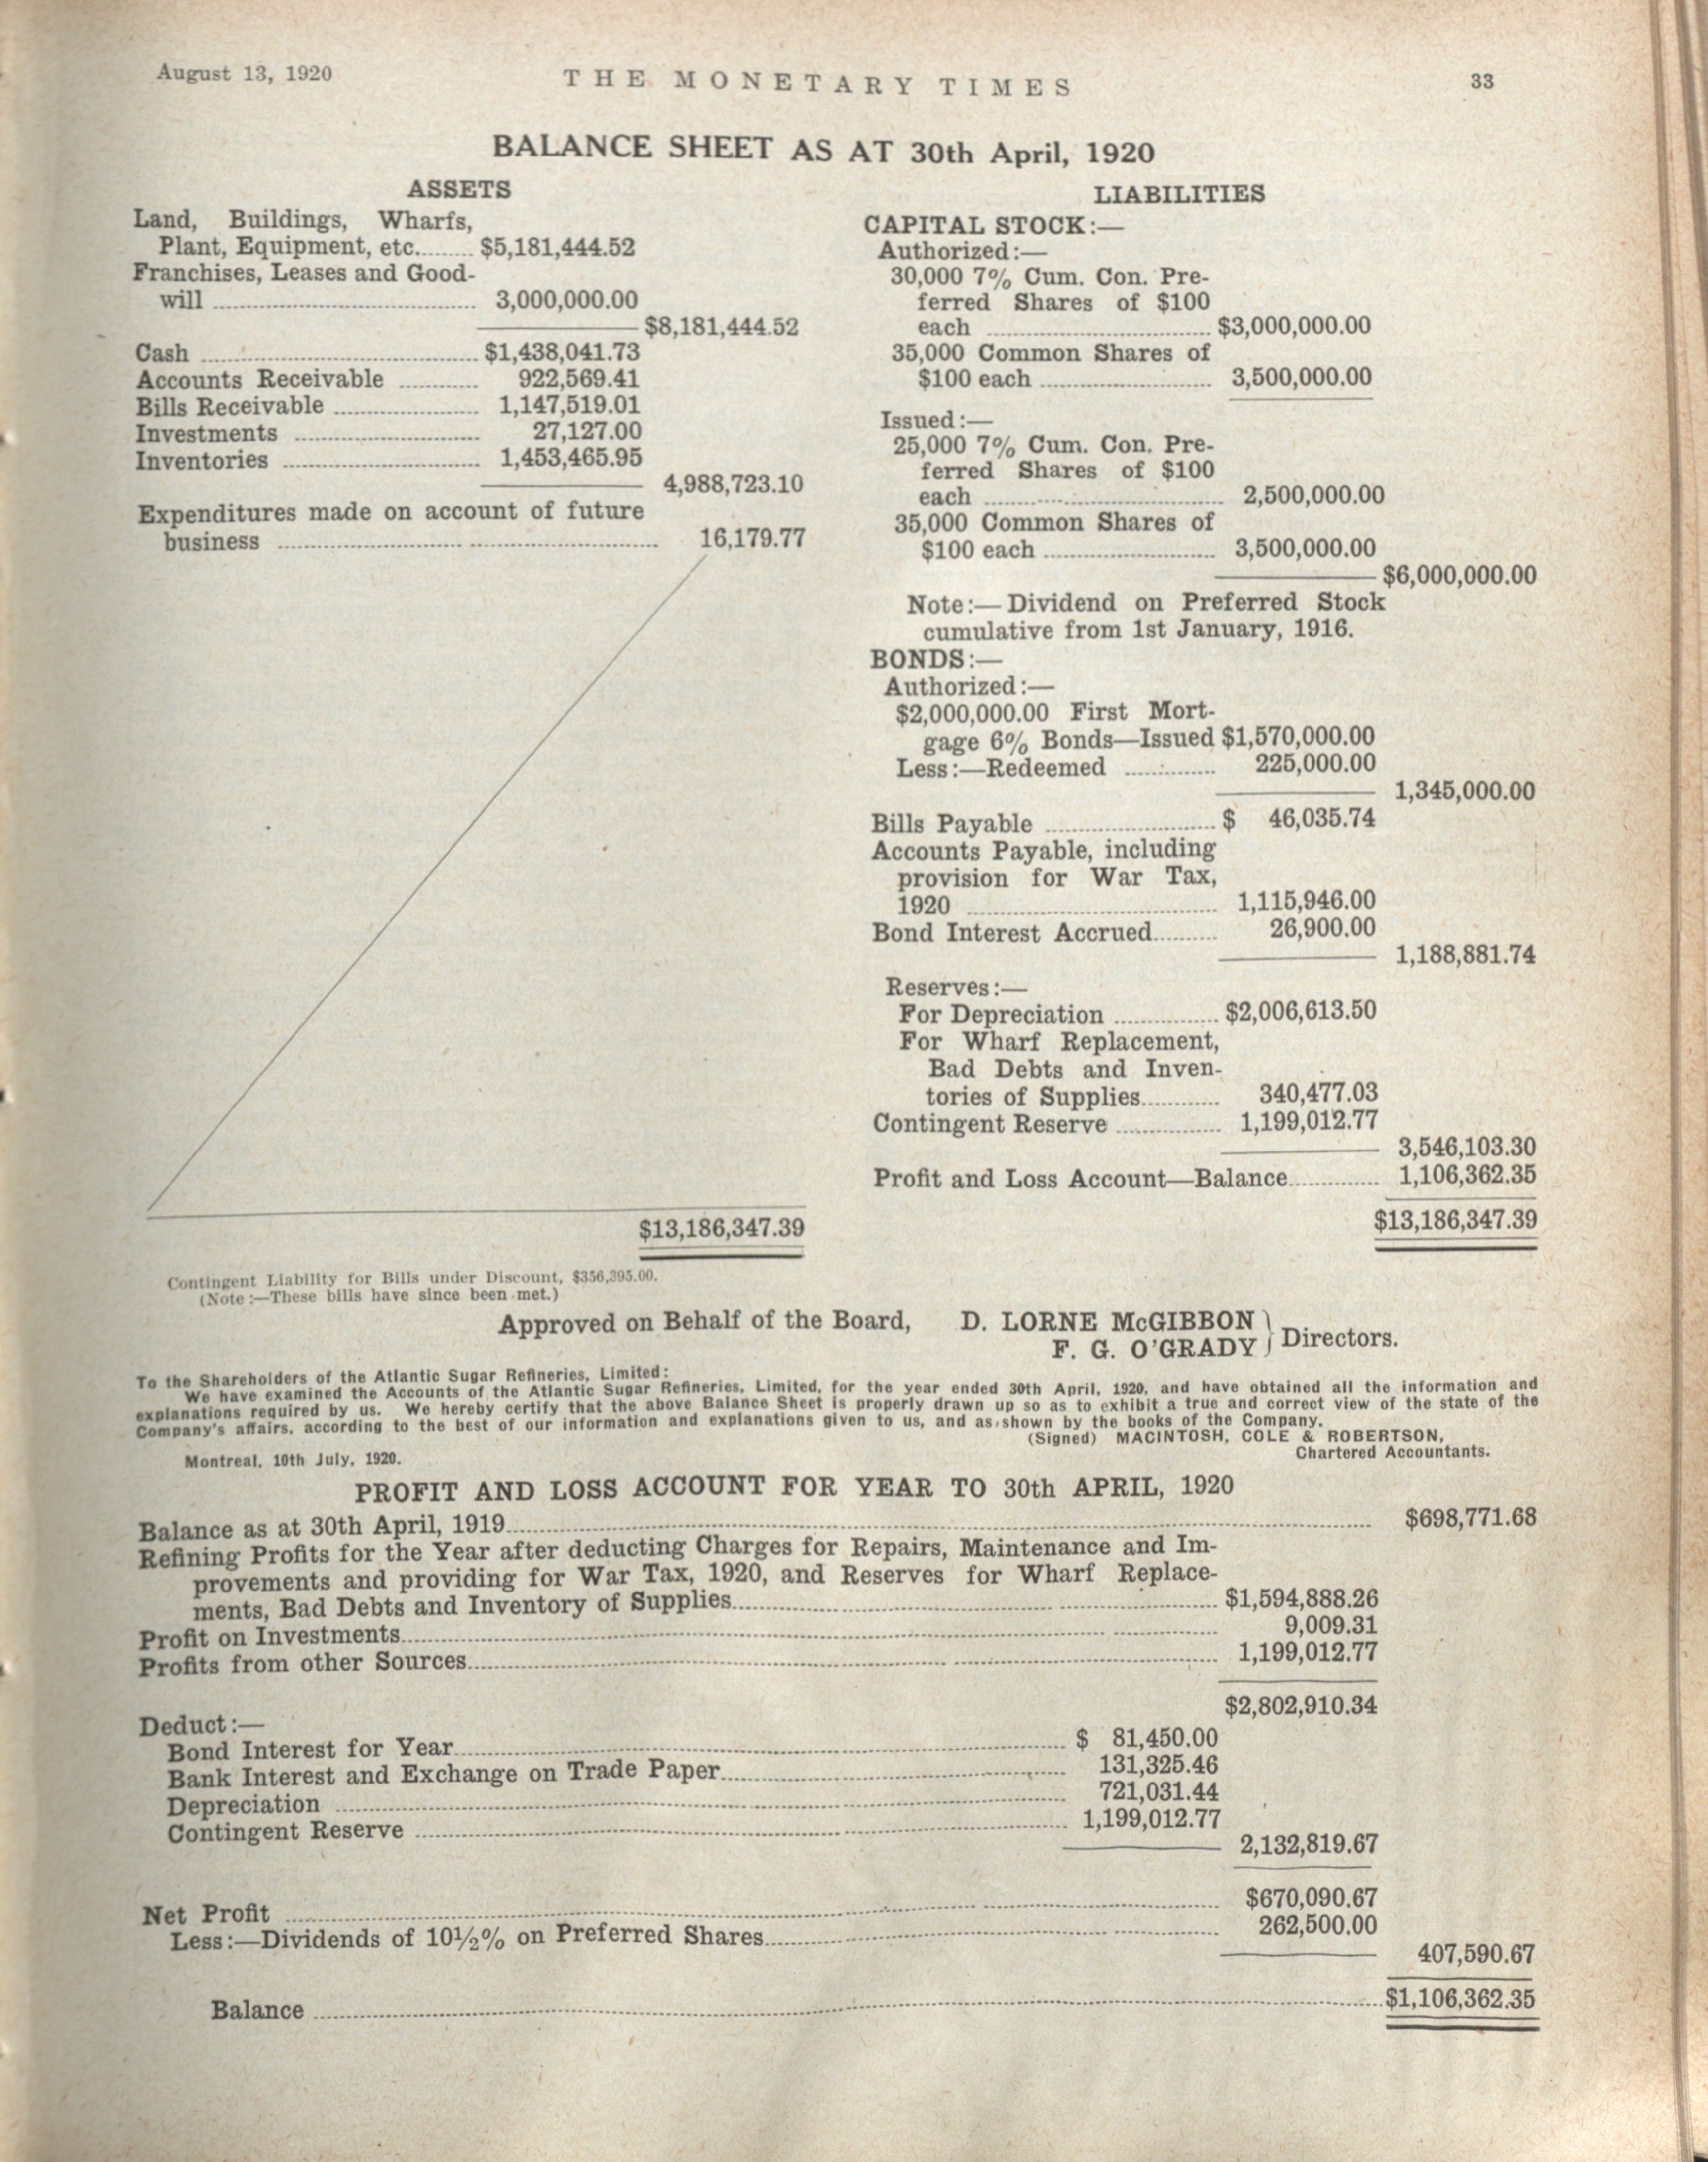 August 13, 1920
THE MONETARY TIMES
33
BALANCE SHEET AS AT 30th April, 1920
ASSETS
Land, Buildings, Wharfs,
Plant, Equipment, etc......... $5,181,444.52
Franchises, Leases and Good-
will ........ 3,000,000.00
$8,181,444.52
Cash ........ $1,438,041.73
Accounts Receivable ........ 922,569.41
Bills Receivable ........ 1,147,519.01
Investments ........ 27,127.00
Inventories ........ 1,453,465.95
4,988,723.10
Expenditures made on account of future
business ........ 16,179.77
$13,186,347.39
LIABILITIES
CAPITAL STOCK:—
Authorized:—
30,000 7% Cum. Con. Pre-
ferred Shares of $100
each ........ $3,000,000.00
35,000 Common Shares of
$100 each ........ 3,500,000.00
Issued:—
25,000 7% Cum. Con. Pre-
ferred Shares of $100
each ........ 2,500,000.00
35,000 Common Shares of
$100 each ........ 3,500,000.00
$6,000,000.00
Note:—Dividend on Preferred Stock
cumulative from 1st January, 1916.
BONDS:—
Authorized:—
$2,000,000.00 First Mort-
gage 6% Bonds—Issued $1,570,000.00
Less:—Redeemed ........ 225,000.00
1,345,000.00
Bills Payable ........ $ 46,035.74
Accounts Payable, including
provision for War Tax,
1920 ........ 1,115,946.00
Bond Interest Accrued........ 26,900.00
1,188,881.74
Reserves:—
For Depreciation ........ $2,006,613.50
For Wharf Replacement,
Bad Debts and Inven-
tories of Supplies........ 340,477.03
Contingent Reserve ........ 1,199,012.77
3,546,103.30
Profit and Loss Account—Balance........ 1,106,362.35
$13,186,347.39
Contingent Liability for Bills under Discount, $356,395.00.
(Note:—These bills have since been met.)
Approved on Behalf of the Board, D. LORNE McGIBBON
F. G. O'GRADY } Directors.
To the Shareholders of the Atlantic Sugar Refineries, Limited:
We have examined the Accounts of the Atlantic Sugar Refineries, Limited, for the year ended 30th April, 1920, and have obtained all the information and
explanations required by us. We hereby certify that the above Balance Sheet is properly drawn up so as to exhibit a true and correct view of the state of the
Company's affairs, according to the best of our information and explanations given to us, and as shown by the books of the Company.
(Signed) MACINTOSH, COLE & ROBERTSON,
Chartered Accountants.
Montreal, 10th July, 1920.
PROFIT AND LOSS ACCOUNT FOR YEAR TO 30th APRIL, 1920
Balance as at 30th April, 1919........ $698,771.68
Refining Profits for the Year after deducting Charges for Repairs, Maintenance and Im-
provements and providing for War Tax, 1920, and Reserves for Wharf Replace-
ments, Bad Debts and Inventory of Supplies........ $1,594,888.26
Profit on Investments........ 9,009.31
Profits from other Sources........ 1,199,012.77
$2,802,910.34
Deduct:—
Bond Interest for Year........ $ 81,450.00
Bank Interest and Exchange on Trade Paper........ 131,325.46
Depreciation ........ 721,031.44
Contingent Reserve ........ 1,199,012.77
2,132,819.67
Net Profit ........ $670,090.67
Less:—Dividends of 10½% on Preferred Shares........ 262,500.00
407,590.67
Balance ........ $1,106,362.35